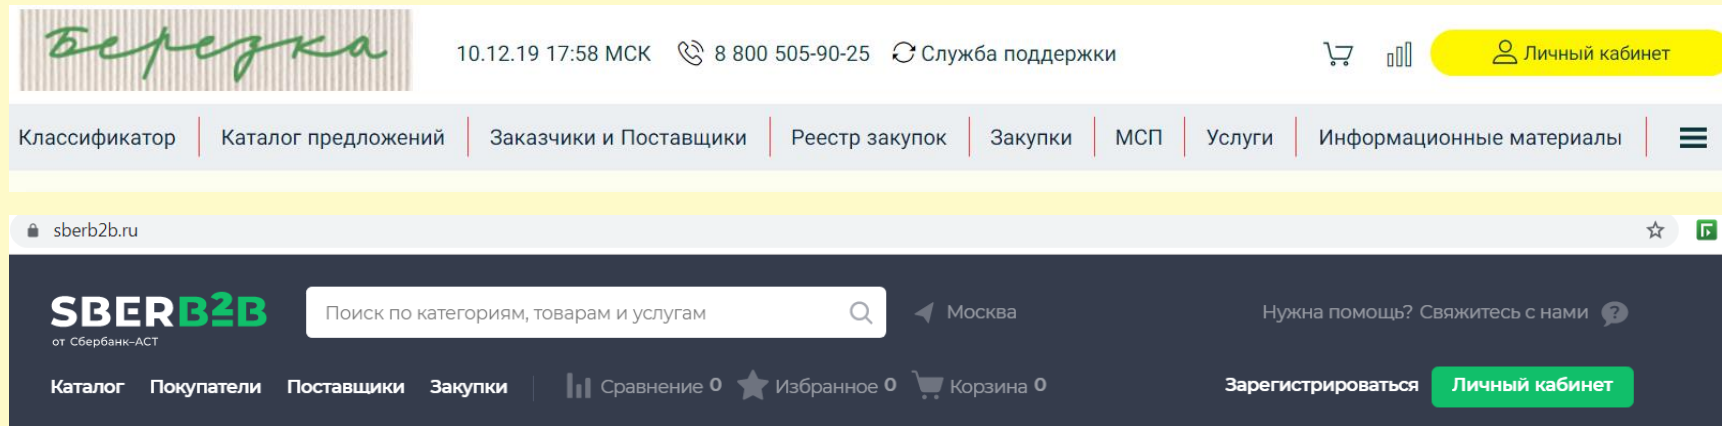 Березка
10.12.19 17:58 МСК 8 800 505-90-25 Служба поддержки Личный кабинет
Классификатор Каталог предложений Заказчики и Поставщики Реестр закупок Закупки МСП Услуги Информационные материалы
sberb2b.ru
SBERB2B
от Сбербанк-АСТ
Поиск по категориям, товарам и услугам Москва Нужна помощь? Свяжитесь с нами ?
Каталог Покупатели Поставщики Закупки Сравнение 0 Избранное 0 Корзина 0 Зарегистрироваться Личный кабинет